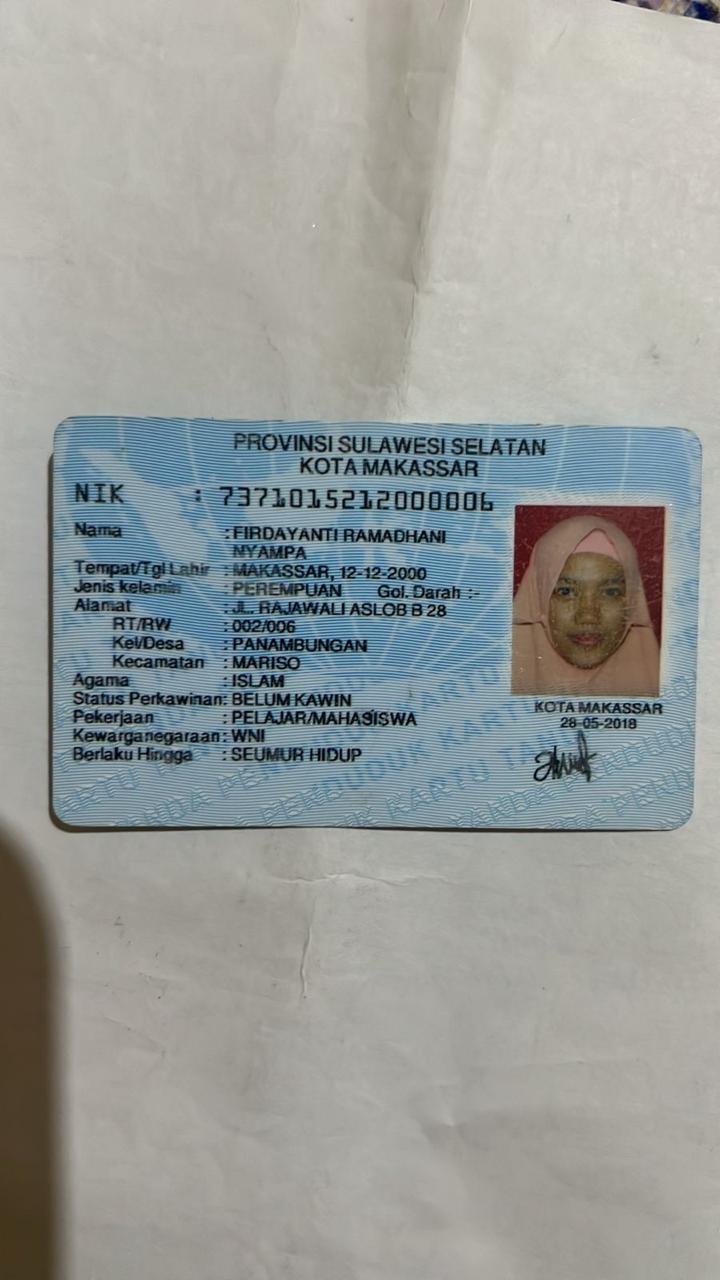 PROVINSI SULAWESI SELATAN
KOTA MAKASSAR
NIK : 7371015212000006
Nama : FIRDAYANTI RAMADHANI
NYAMPA
Tempat/Tgl Lahir : MAKASSAR, 12-12-2000
Jenis kelamin : PEREMPUAN Gol. Darah :-
Alamat : JL. RAJAWALI ASLOB B 28
RT/RW : 002/006
Kel/Desa : PANAMBUNGAN
Kecamatan : MARISO
Agama : ISLAM
Status Perkawinan: BELUM KAWIN
Pekerjaan : PELAJAR/MAHASISWA
Kewarganegaraan: WNI
Berlaku Hingga : SEUMUR HIDUP
KOTA MAKASSAR
28-05-2018